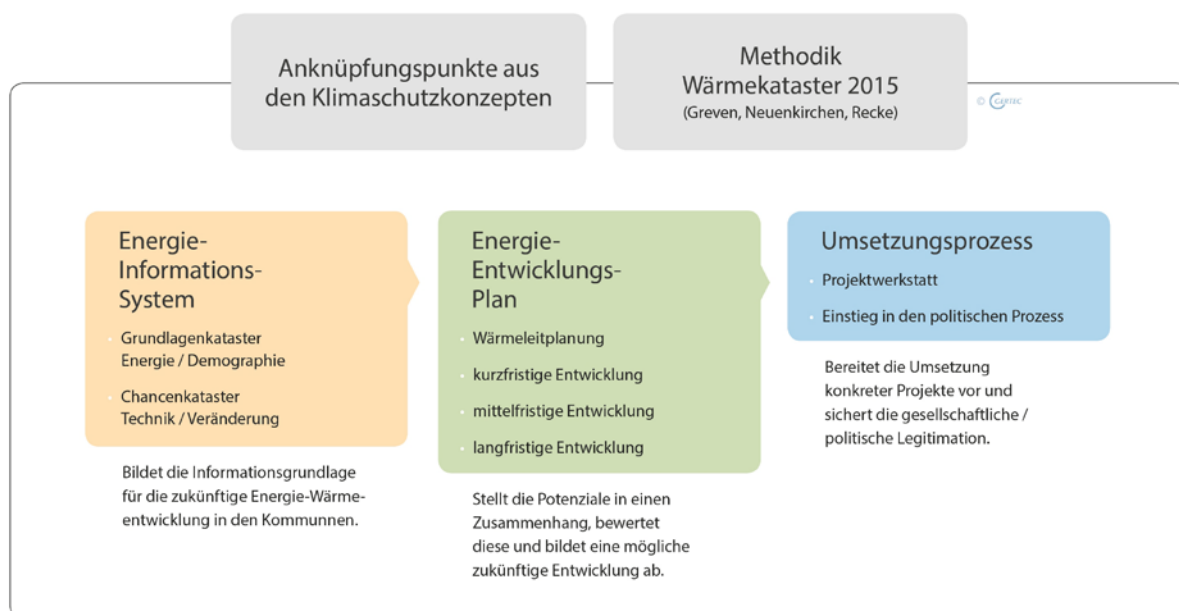 Anknüpfungspunkte aus
den Klimaschutzkonzepten
Methodik
Wärmekataster 2015
(Greven, Neuenkirchen, Recke)
© GERTEC
Energie-
Informations-
System
· Grundlagenkataster
Energie / Demographie
· Chancenkataster
Technik / Veränderung
Bildet die Informationsgrundlage
für die zukünftige Energie-Wärme-
entwicklung in den Kommunnen.
Energie-
Entwicklungs-
Plan
· Wärmeleitplanung
· kurzfristige Entwicklung
· mittelfristige Entwicklung
· langfristige Entwicklung
Stellt die Potenziale in einen
Zusammenhang, bewertet
diese und bildet eine mögliche
zukünftige Entwicklung ab.
Umsetzungsprozess
· Projektwerkstatt
· Einstieg in den politischen Prozess
Bereitet die Umsetzung
konkreter Projekte vor und
sichert die gesellschaftliche /
politische Legitimation.